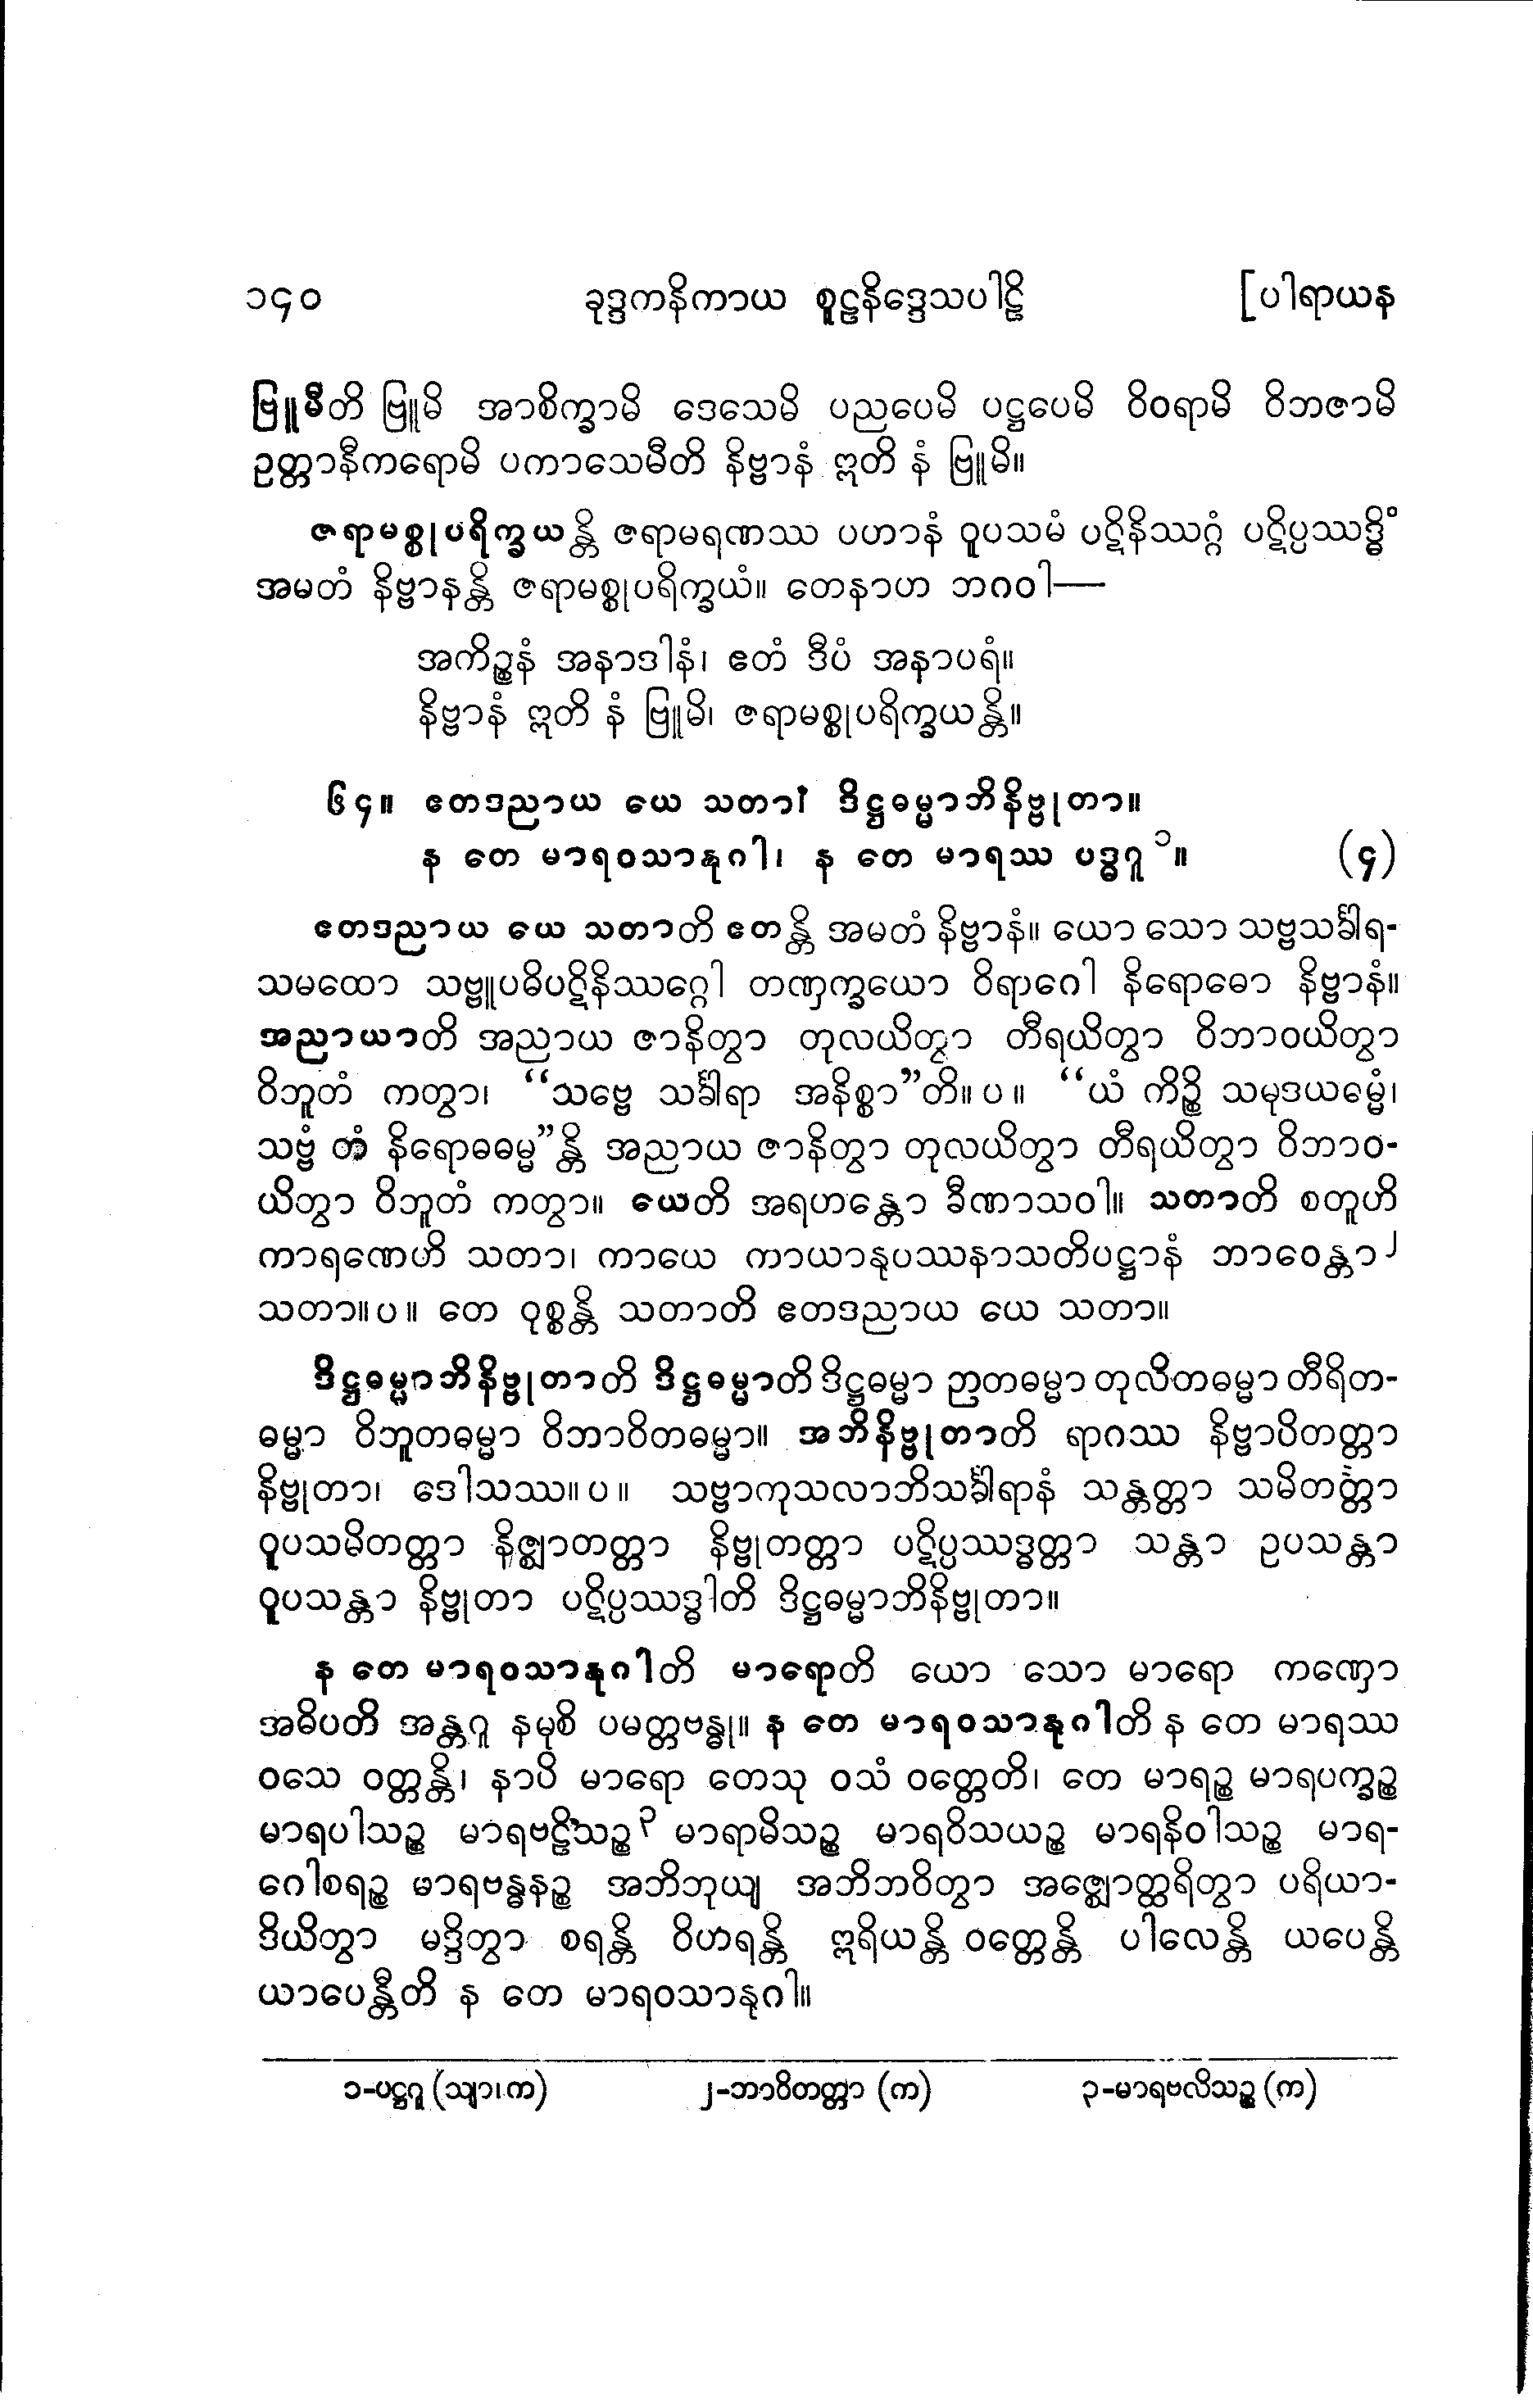 ၁၄၀ ခုဒ္ဒကနိကာယ စူဠနိဒ္ဒေသပါဠိ [ပါရာယန
ဗြူမီတိ ဗြူမိ အာစိက္ခာမိ ဒေသေမိ ပညပေမိ ပဋ္ဌပေမိ ဝိဝရာမိ ဝိဘဇာမိ
ဥတ္တာနီကရောမိ ပကာသေမီတိ နိဗ္ဗာနံ ဣတိ နံ ဗြူမိ။
ဇရာမစ္စုပရိက္ခယန္တိ ဇရာမရဏဿ ပဟာနံ ဝူပသမံ ပဋိနိဿဂ္ဂံ ပဋိပ္ပဿဒ္ဓိံ
အမတံ နိဗ္ဗာနန္တိ ဇရာမစ္စုပရိက္ခယံ။ တေနာဟ ဘဂဝါ—
အကိဉ္စနံ အနာဒါနံ၊ ဧတံ ဒီပံ အနာပရံ။
နိဗ္ဗာနံ ဣတိ နံ ဗြူမိ၊ ဇရာမစ္စုပရိက္ခယန္တိ။
၆၄။ ဧတဒညာယ ယေ သတာ၊ ဒိဋ္ဌဓမ္မာဘိနိဗ္ဗုတာ။
န တေ မာရဝသာနုဂါ၊ န တေ မာရဿ ပဒ္ဓဂူ ၁။ (၄)
ဧတဒညာယ ယေ သတာတိ ဧတန္တိ အမတံ နိဗ္ဗာနံ။ ယော သော သဗ္ဗသင်္ခါရ-
သမထော သဗ္ဗူပဓိပဋိနိဿဂ္ဂေါ တဏှက္ခယော ဝိရာဂေါ နိရောဓော နိဗ္ဗာနံ။
အညာယာတိ အညာယ ဇာနိတွာ တုလယိတွာ တီရယိတွာ ဝိဘာဝယိတွာ
ဝိဘူတံ ကတွာ၊ “သဗ္ဗေ သင်္ခါရာ အနိစ္စာ”တိ။ပ။ “ယံ ကိဉ္စိ သမုဒယဓမ္မံ၊
သဗ္ဗံ တံ နိရောဓဓမ္မ”န္တိ အညာယ ဇာနိတွာ တုလယိတွာ တီရယိတွာ ဝိဘာဝ-
ယိတွာ ဝိဘူတံ ကတွာ။ ယေတိ အရဟန္တော ခီဏာသဝါ။ သတာတိ စတူဟိ
ကာရဏေဟိ သတာ၊ ကာယေ ကာယာနုပဿနာသတိပဋ္ဌာနံ ဘာဝေန္တာ၂
သတာ။ပ။ တေ ဝုစ္စန္တိ သတာတိ ဧတဒညာယ ယေ သတာ။
ဒိဋ္ဌဓမ္မာဘိနိဗ္ဗုတာတိ ဒိဋ္ဌဓမ္မာတိ ဒိဋ္ဌဓမ္မာ ဉာတဓမ္မာ တုလိတဓမ္မာ တီရိတ-
ဓမ္မာ ဝိဘူတဓမ္မာ ဝိဘာဝိတဓမ္မာ။ အဘိနိဗ္ဗုတာတိ ရာဂဿ နိဗ္ဗာပိတတ္တာ
နိဗ္ဗုတာ၊ ဒေါသဿ။ပ။ သဗ္ဗာကုသလာဘိသင်္ခါရာနံ သန္တတ္တာ သမိတတ္တာ
ဝူပသမိတတ္တာ နိဇ္ဈာတတ္တာ နိဗ္ဗုတတ္တာ ပဋိပ္ပဿဒ္ဓတ္တာ သန္တာ ဥပသန္တာ
ဝူပသန္တာ နိဗ္ဗုတာ ပဋိပ္ပဿဒ္ဓါတိ ဒိဋ္ဌဓမ္မာဘိနိဗ္ဗုတာ။
န တေ မာရဝသာနုဂါတိ မာရောတိ ယော သော မာရော ကဏှော
အဓိပတိ အန္တဂူ နမုစိ ပမတ္တဗန္ဓု။ န တေ မာရဝသာနုဂါတိ န တေ မာရဿ
ဝသေ ဝတ္တန္တိ၊ နာပိ မာရော တေသု ဝသံ ဝတ္တေတိ၊ တေ မာရဉ္စ မာရပက္ခဉ္စ
မာရပါသဉ္စ မာရဗဠိသဉ္စ၃ မာရာမိသဉ္စ မာရဝိသယဉ္စ မာရနိဝါသဉ္စ မာရ-
ဂေါစရဉ္စ မာရဗန္ဓနဉ္စ အဘိဘုယျ အဘိဘဝိတွာ အဇ္ဈောတ္ထရိတွာ ပရိယာ-
ဒိယိတွာ မဒ္ဒိတွာ စရန္တိ ဝိဟရန္တိ ဣရိယန္တိ ဝတ္တေန္တိ ပါလေန္တိ ယပေန္တိ
ယာပေန္တီတိ န တေ မာရဝသာနုဂါ။
၁-ပဋ္ဌဂူ (သျာ၊က) ၂-ဘာဝိတတ္တာ (က) ၃-မာရဗလိသဉ္စ (က)